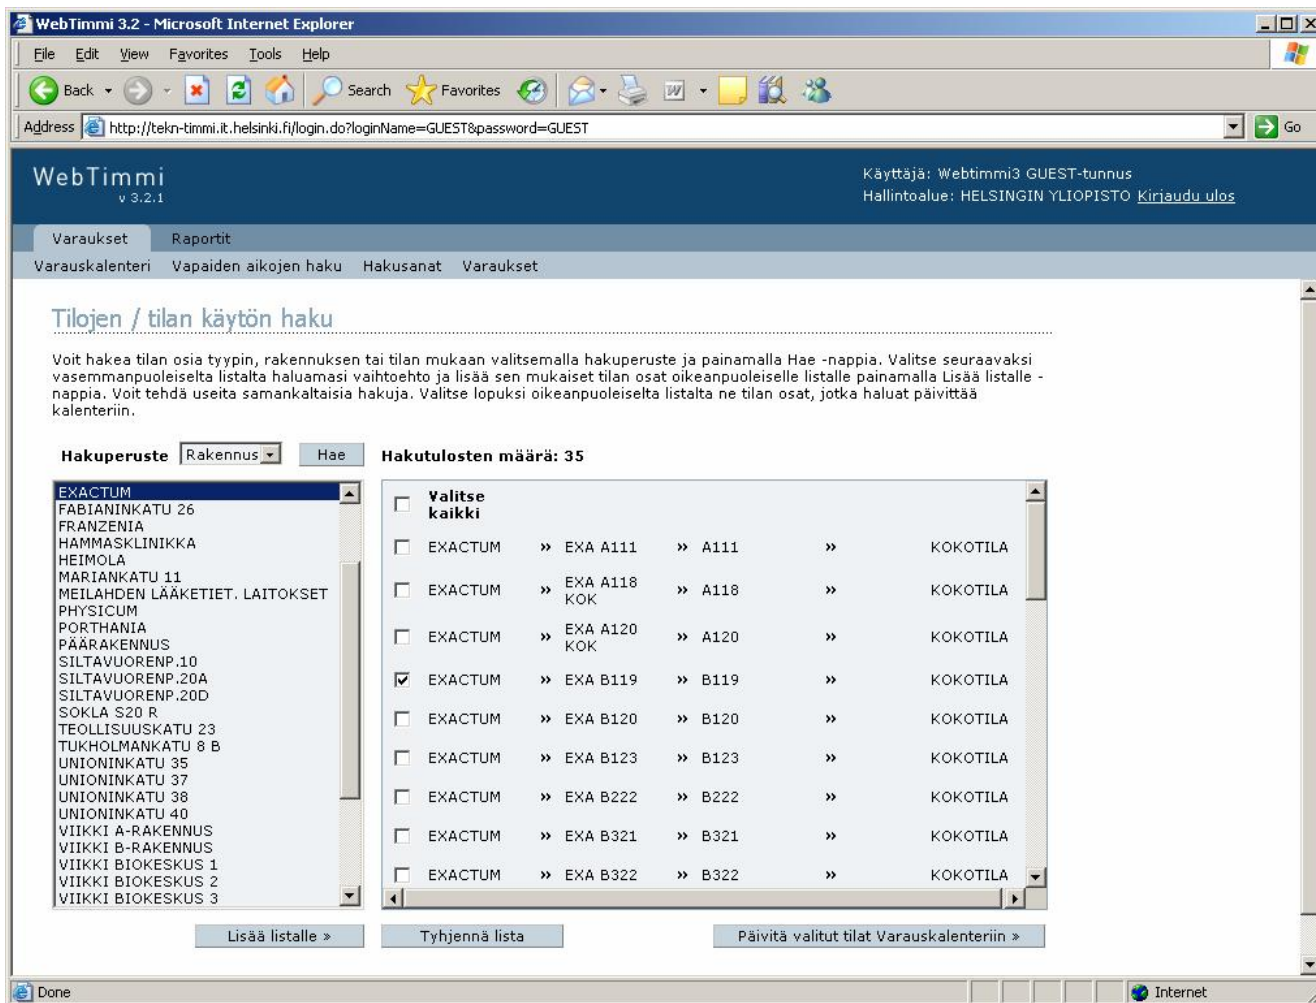 WebTimmi 3.2 - Microsoft Internet Explorer
File Edit View Favorites Tools Help
Back Search Favorites
Address http://tekn-timmi.it.helsinki.fi/login.do?loginName=GUEST&password=GUEST Go
WebTimmi
v 3.2.1
Käyttäjä: Webtimmi3 GUEST-tunnus
Hallintoalue: HELSINGIN YLIOPISTO Kirjaudu ulos
Varaukset Raportit
Varauskalenteri Vapaiden aikojen haku Hakusanat Varaukset
Tilojen / tilan käytön haku
Voit hakea tilan osia tyypin, rakennuksen tai tilan mukaan valitsemalla hakuperuste ja painamalla Hae -nappia. Valitse seuraavaksi
vasemmanpuoleiselta listalta haluamasi vaihtoehto ja lisää sen mukaiset tilan osat oikeanpuoleiselle listalle painamalla Lisää listalle -
nappia. Voit tehdä useita samankaltaisia hakuja. Valitse lopuksi oikeanpuoleiselta listalta ne tilan osat, jotka haluat päivittää
kalenteriin.
Hakuperuste Rakennus Hae Hakutulosten määrä: 35
EXACTUM
FABIANINKATU 26
FRANZENIA
HAMMASKLINIKKA
HEIMOLA
MARIANKATU 11
MEILAHDEN LÄÄKETIET. LAITOKSET
PHYSICUM
PORTHANIA
PÄÄRAKENNUS
SILTAVUORENP.10
SILTAVUORENP.20A
SILTAVUORENP.20D
SOKLA S20 R
TEOLLISUUSKATU 23
TUKHOLMANKATU 8 B
UNIONINKATU 35
UNIONINKATU 37
UNIONINKATU 38
UNIONINKATU 40
VIIKKI A-RAKENNUS
VIIKKI B-RAKENNUS
VIIKKI BIOKESKUS 1
VIIKKI BIOKESKUS 2
VIIKKI BIOKESKUS 3
Valitse
kaikki
EXACTUM » EXA A111 » A111 » KOKOTILA
EXACTUM » EXA A118
KOK » A118 » KOKOTILA
EXACTUM » EXA A120
KOK » A120 » KOKOTILA
EXACTUM » EXA B119 » B119 » KOKOTILA
EXACTUM » EXA B120 » B120 » KOKOTILA
EXACTUM » EXA B123 » B123 » KOKOTILA
EXACTUM » EXA B222 » B222 » KOKOTILA
EXACTUM » EXA B321 » B321 » KOKOTILA
EXACTUM » EXA B322 » B322 » KOKOTILA
Lisää listalle » Tyhjennä lista Päivitä valitut tilat Varauskalenteriin »
Done Internet